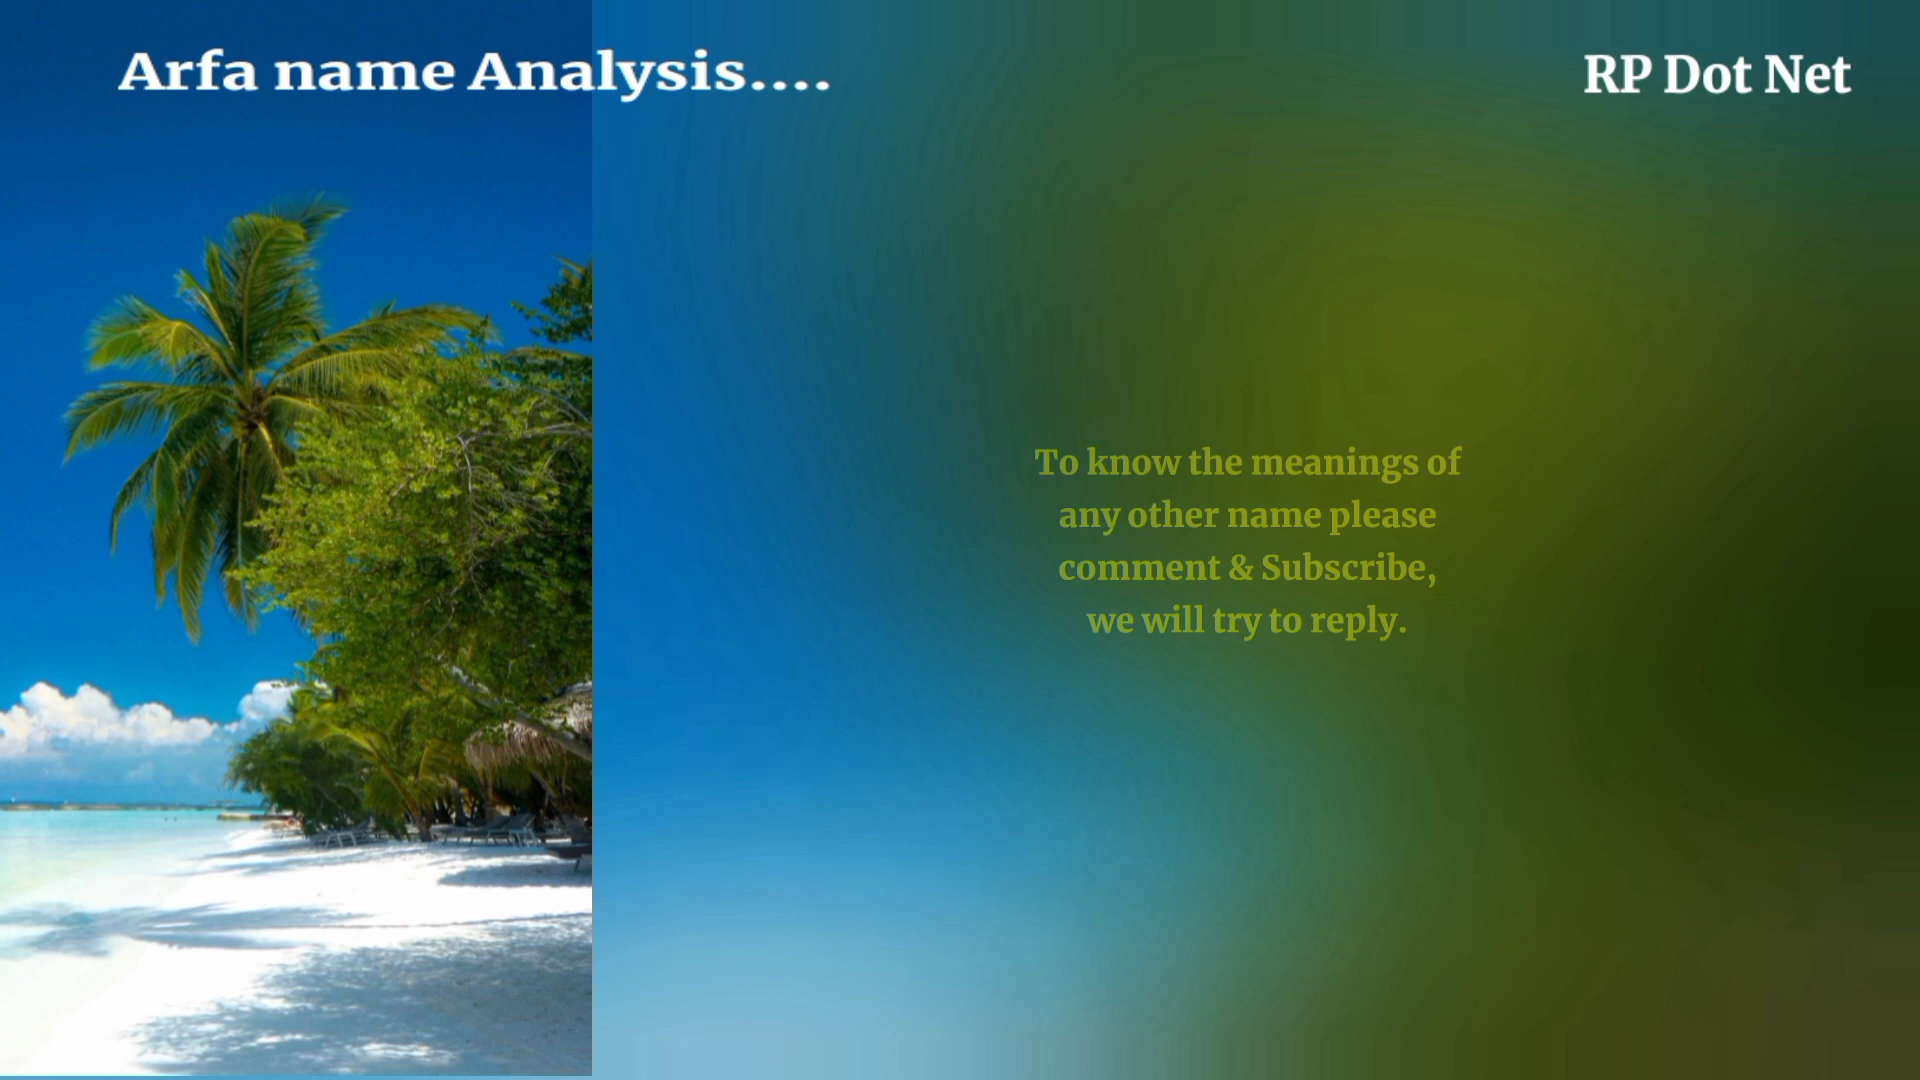 Arfa name Analysis....
RP Dot Net
To know the meanings of
any other name please
comment & Subscribe,
we will try to reply.